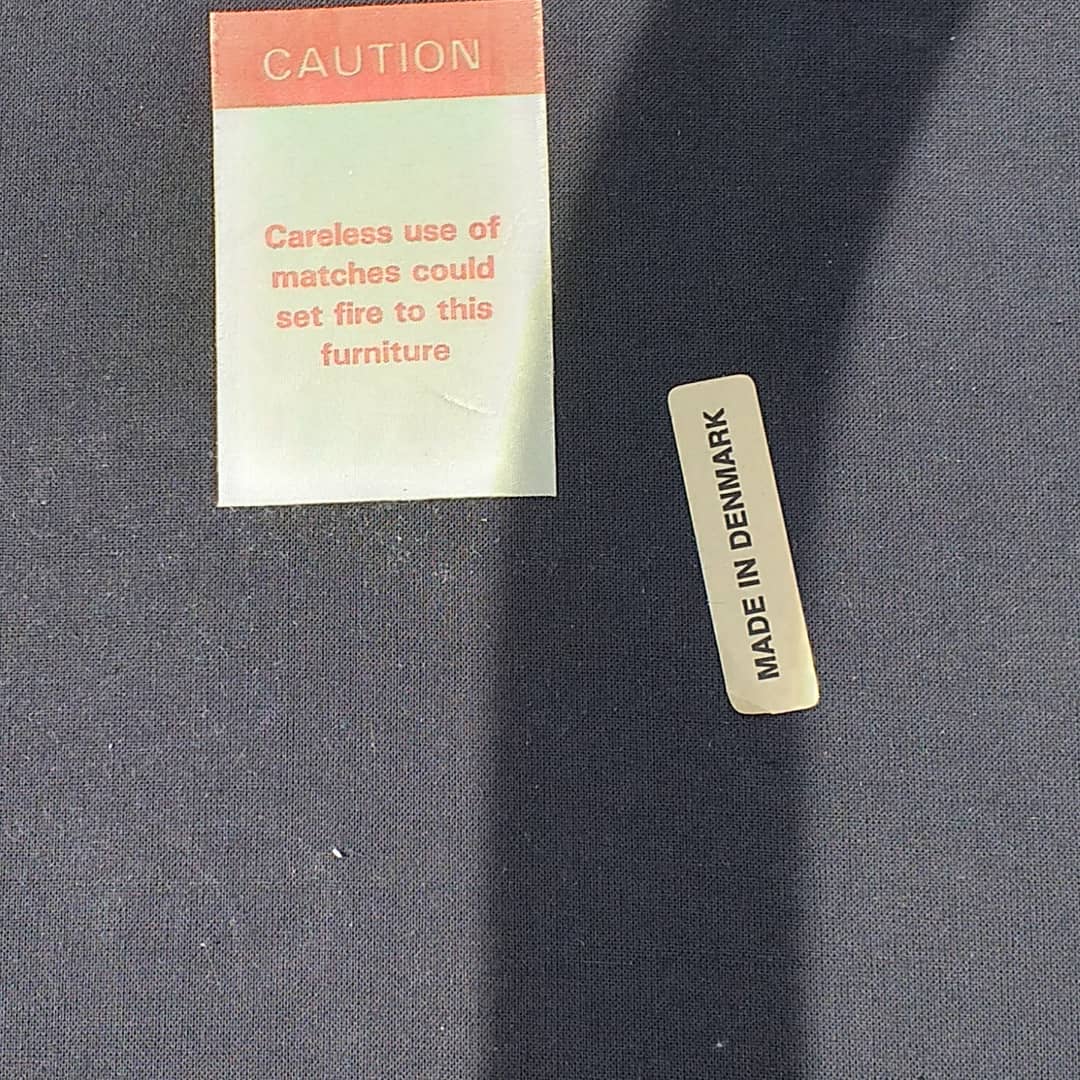 CAUTION
Careless use of
matches could
set fire to this
furniture
MADE IN DENMARK